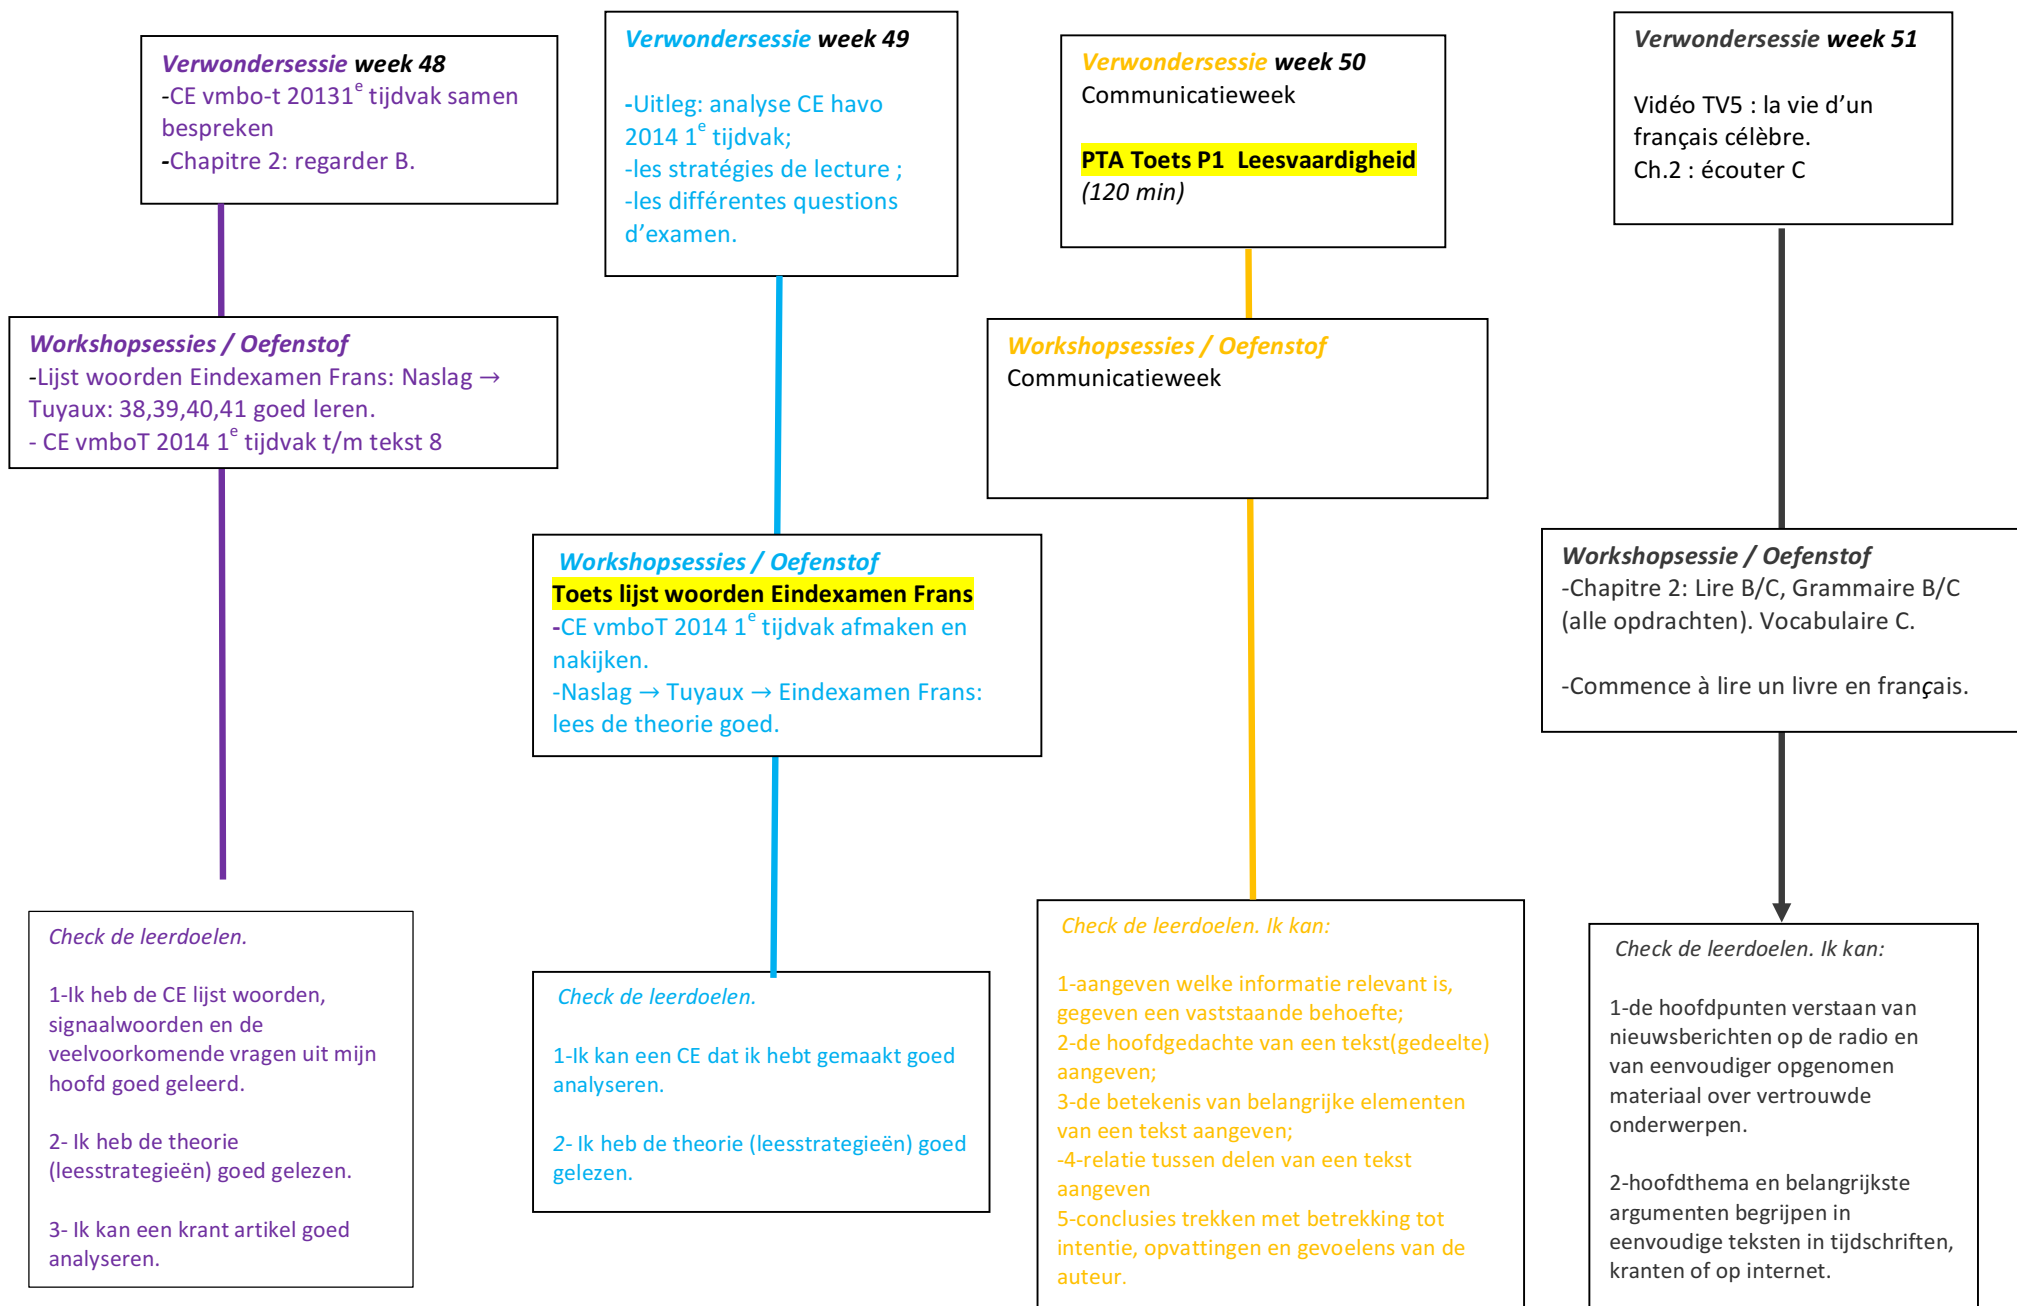 Verwondersessie week 48
-CE vmbo-t 20131e tijdvak samen
bespreken
-Chapitre 2: regarder B.
Workshopsessies / Oefenstof
-Lijst woorden Eindexamen Frans: Naslag →
Tuyaux: 38,39,40,41 goed leren.
- CE vmboT 2014 1e tijdvak t/m tekst 8
Check de leerdoelen.
1-Ik heb de CE lijst woorden,
signaalwoorden en de
veelvoorkomende vragen uit mijn
hoofd goed geleerd.
2- Ik heb de theorie
(leesstrategieën) goed gelezen.
3- Ik kan een krant artikel goed
analyseren.
Verwondersessie week 49
-Uitleg: analyse CE havo
2014 1e tijdvak;
-les stratégies de lecture ;
-les différentes questions
d’examen.
Workshopsessies / Oefenstof
Toets lijst woorden Eindexamen Frans
-CE vmboT 2014 1e tijdvak afmaken en
nakijken.
-Naslag → Tuyaux → Eindexamen Frans:
lees de theorie goed.
Check de leerdoelen.
1-Ik kan een CE dat ik hebt gemaakt goed
analyseren.
2- Ik heb de theorie (leesstrategieën) goed
gelezen.
Verwondersessie week 50
Communicatieweek
PTA Toets P1 Leesvaardigheid
(120 min)
Workshopsessies / Oefenstof
Communicatieweek
Check de leerdoelen. Ik kan:
1-aangeven welke informatie relevant is,
gegeven een vaststaande behoefte;
2-de hoofdgedachte van een tekst(gedeelte)
aangeven;
3-de betekenis van belangrijke elementen
van een tekst aangeven;
-4-relatie tussen delen van een tekst
aangeven
5-conclusies trekken met betrekking tot
intentie, opvattingen en gevoelens van de
auteur.
Verwondersessie week 51
Vidéo TV5 : la vie d’un
français célèbre.
Ch.2 : écouter C
Workshopsessie / Oefenstof
-Chapitre 2: Lire B/C, Grammaire B/C
(alle opdrachten). Vocabulaire C.
-Commence à lire un livre en français.
Check de leerdoelen. Ik kan:
1-de hoofdpunten verstaan van
nieuwsberichten op de radio en
van eenvoudiger opgenomen
materiaal over vertrouwde
onderwerpen.
2-hoofdthema en belangrijkste
argumenten begrijpen in
eenvoudige teksten in tijdschriften,
kranten of op internet.